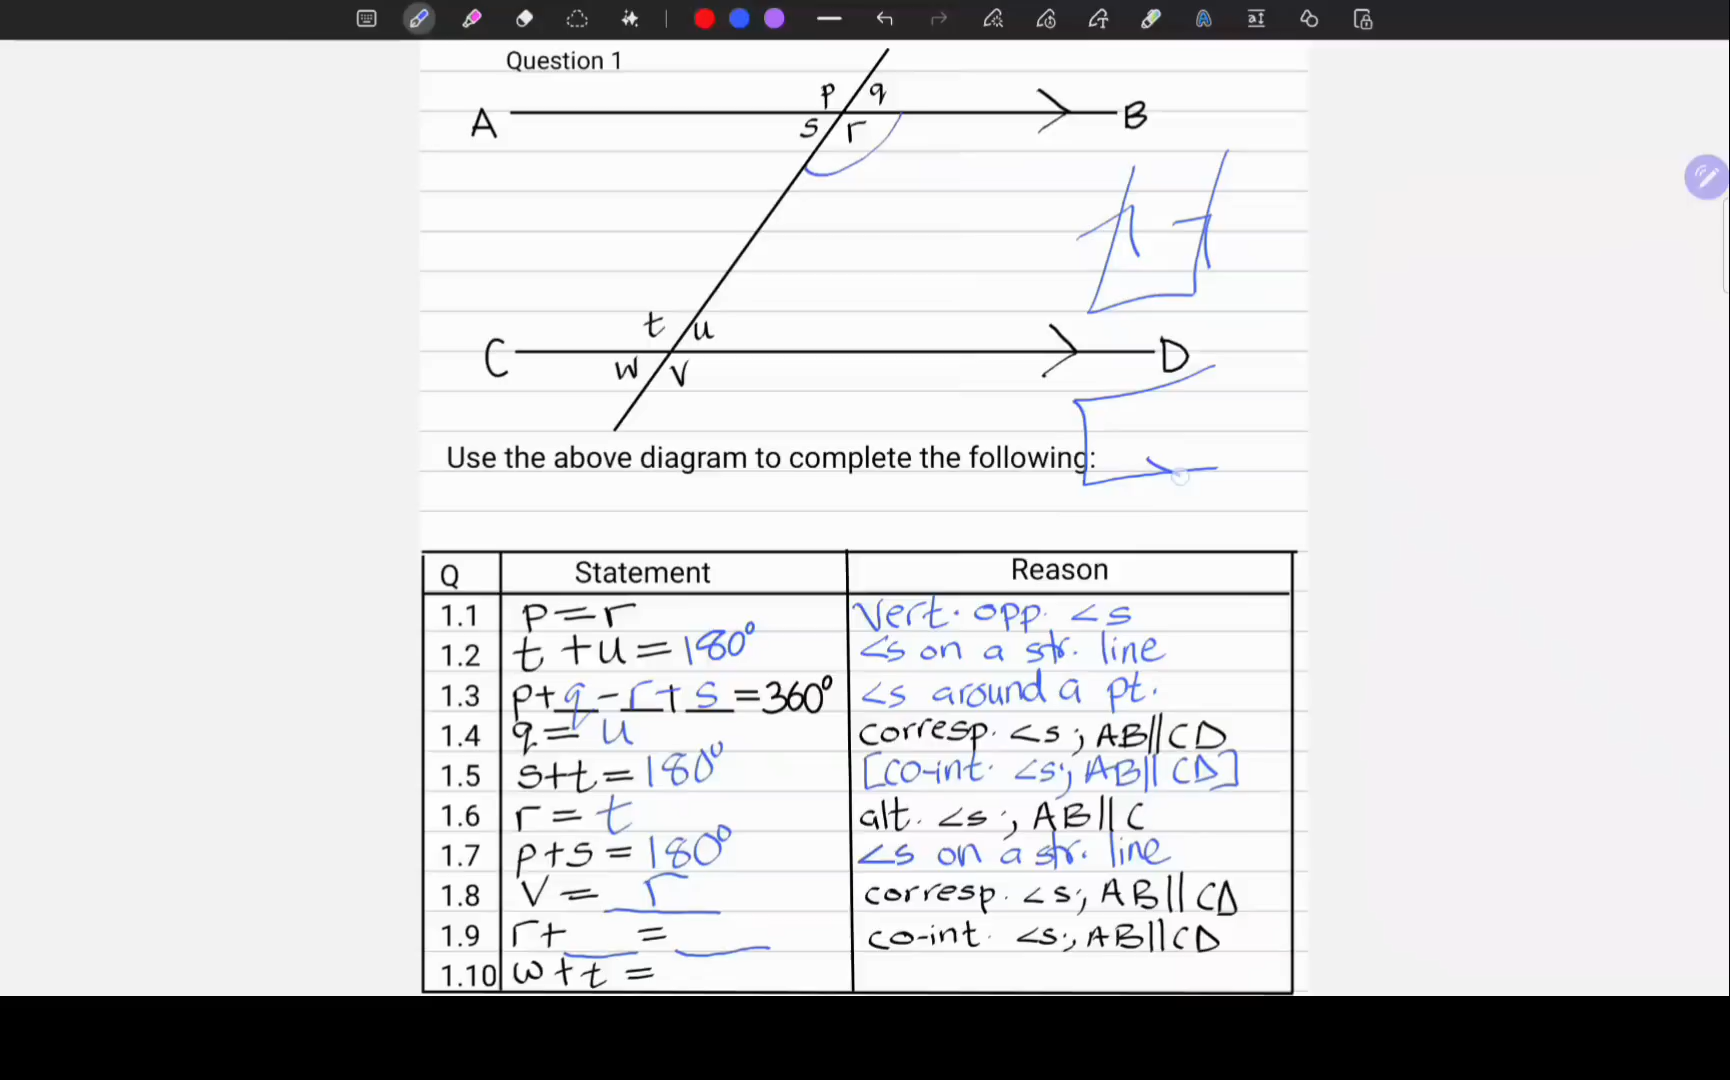 Question 1
p q
A B
s r
t u
C D
w v
Use the above diagram to complete the following:
Q Statement Reason
1.1 p=r Vert. opp. <s
1.2 t+u=180° <s on a str. line
1.3 p+q-r+s=360° <s around a pt.
1.4 q=u corresp. <s; AB||CD
1.5 s+t=180° [co-int. <s; AB||CD]
1.6 r=t alt. <s; AB||C
1.7 p+s=180° <s on a str. line
1.8 V=r corresp. <s; AB||CD
1.9 r+__=__ co-int. <s; AB||CD
1.10 w+t=